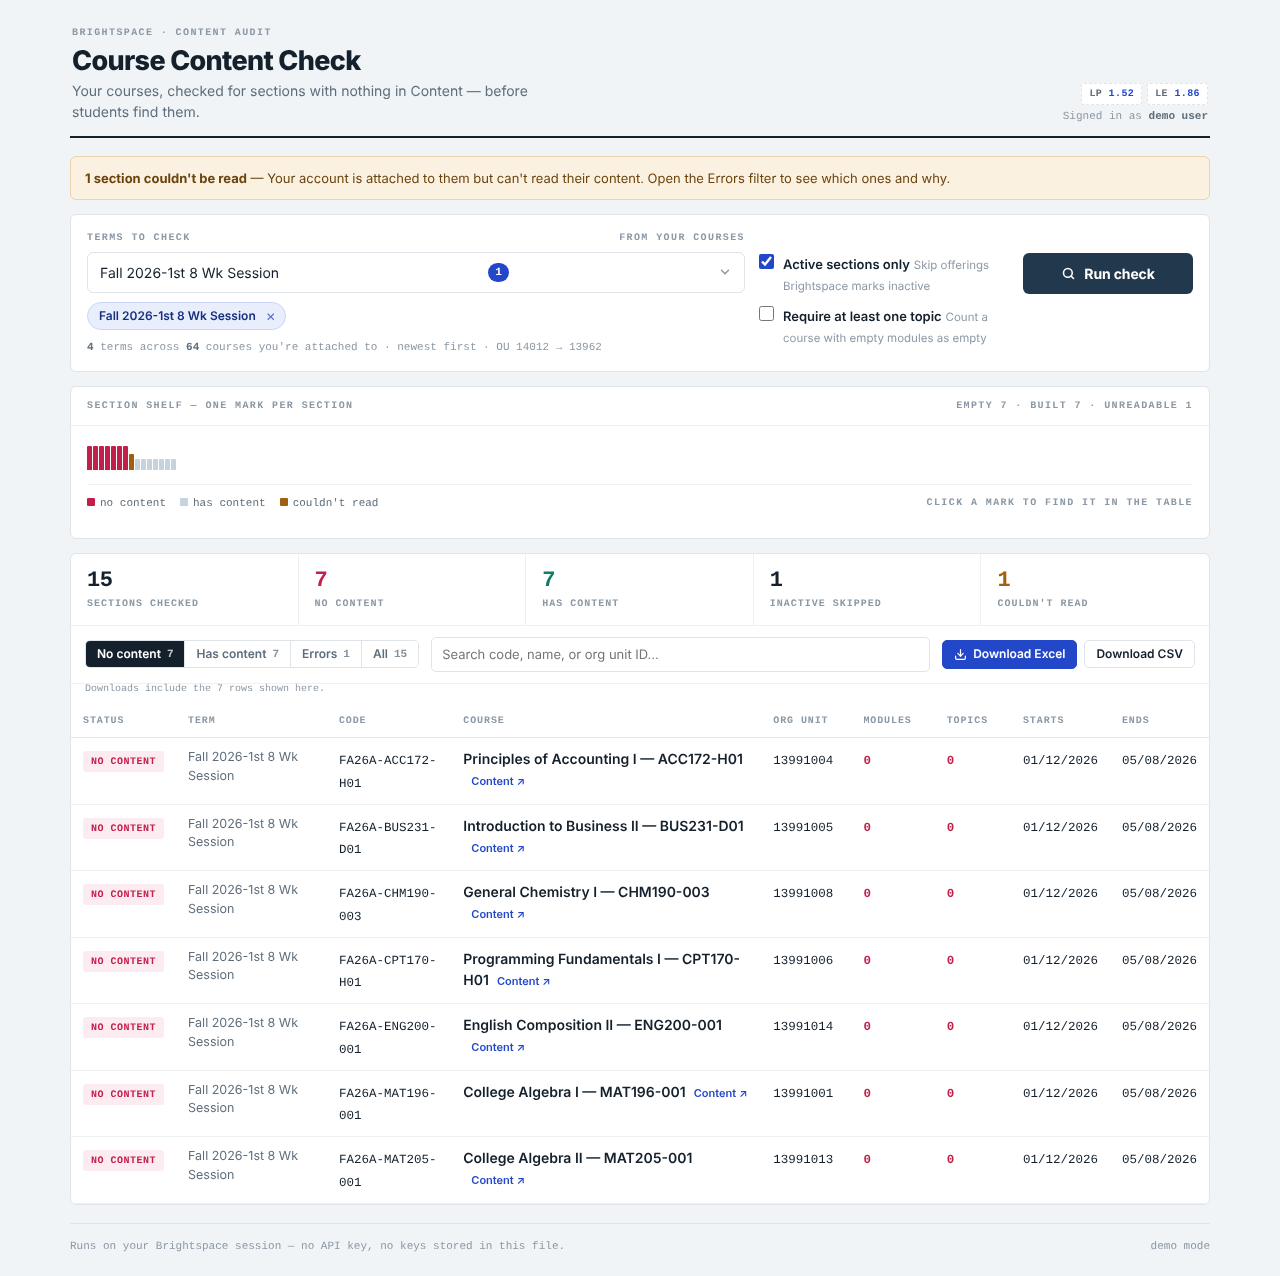 BRIGHTSPACE · CONTENT AUDIT
Course Content Check
Your courses, checked for sections with nothing in Content — before
students find them.
LP 1.52 LE 1.86
Signed in as demo user
1 section couldn't be read — Your account is attached to them but can't read their content. Open the Errors filter to see which ones and why.
TERMS TO CHECK FROM YOUR COURSES
Fall 2026-1st 8 Wk Session 1
Fall 2026-1st 8 Wk Session ×
4 terms across 64 courses you're attached to · newest first · OU 14012 → 13962
Active sections only Skip offerings
Brightspace marks inactive
Require at least one topic Count a
course with empty modules as empty
Run check
SECTION SHELF — ONE MARK PER SECTION EMPTY 7 · BUILT 7 · UNREADABLE 1
no content has content couldn't read CLICK A MARK TO FIND IT IN THE TABLE
15 7 7 1 1
SECTIONS CHECKED NO CONTENT HAS CONTENT INACTIVE SKIPPED COULDN'T READ
No content 7 Has content 7 Errors 1 All 15 Search code, name, or org unit ID... Download Excel Download CSV
Downloads include the 7 rows shown here.
STATUS TERM CODE COURSE ORG UNIT MODULES TOPICS STARTS ENDS
NO CONTENT Fall 2026-1st 8 Wk FA26A-ACC172- Principles of Accounting I — ACC172-H01 13991004 0 0 01/12/2026 05/08/2026
Session H01 Content ↗
NO CONTENT Fall 2026-1st 8 Wk FA26A-BUS231- Introduction to Business II — BUS231-D01 13991005 0 0 01/12/2026 05/08/2026
Session D01 Content ↗
NO CONTENT Fall 2026-1st 8 Wk FA26A-CHM190- General Chemistry I — CHM190-003 13991008 0 0 01/12/2026 05/08/2026
Session 003 Content ↗
NO CONTENT Fall 2026-1st 8 Wk FA26A-CPT170- Programming Fundamentals I — CPT170- 13991006 0 0 01/12/2026 05/08/2026
Session H01 H01 Content ↗
NO CONTENT Fall 2026-1st 8 Wk FA26A-ENG200- English Composition II — ENG200-001 13991014 0 0 01/12/2026 05/08/2026
Session 001 Content ↗
NO CONTENT Fall 2026-1st 8 Wk FA26A-MAT196- College Algebra I — MAT196-001 Content ↗ 13991001 0 0 01/12/2026 05/08/2026
Session 001
NO CONTENT Fall 2026-1st 8 Wk FA26A-MAT205- College Algebra II — MAT205-001 13991013 0 0 01/12/2026 05/08/2026
Session 001 Content ↗
Runs on your Brightspace session — no API key, no keys stored in this file. demo mode